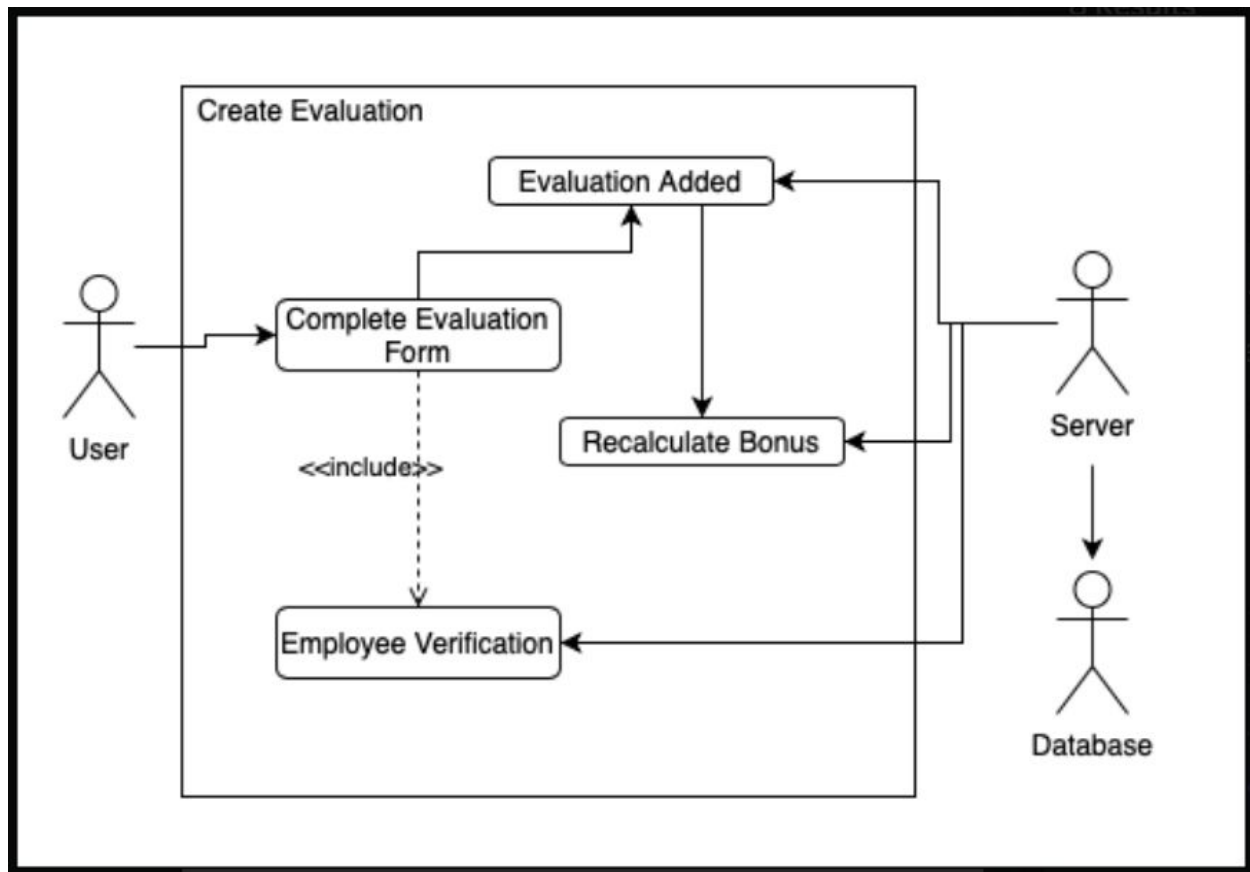 Create Evaluation
Evaluation Added
Complete Evaluation
Form
User
Recalculate Bonus
Server
<<include>>
Employee Verification
Database